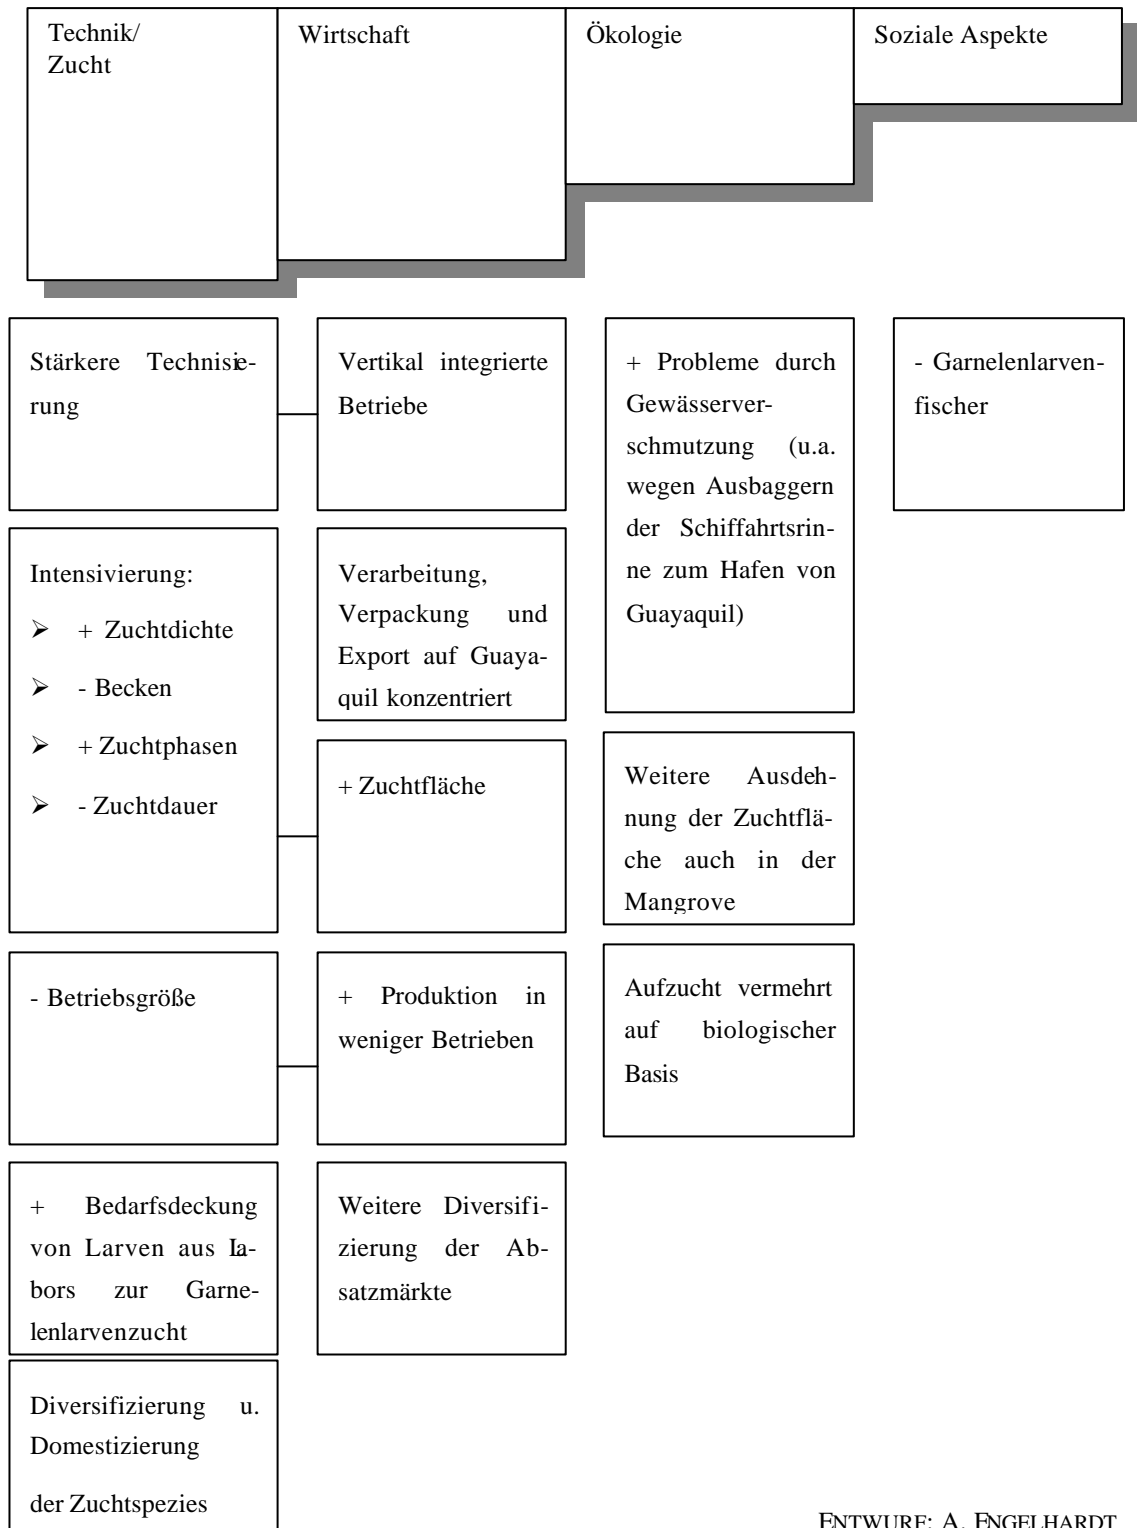 Technik/
Zucht
Wirtschaft
Ökologie
Soziale Aspekte
Stärkere Technisie-
rung
Vertikal integrierte
Betriebe
+ Probleme durch
Gewässerver-
schmutzung (u.a.
wegen Ausbaggern
der Schiffahrtsrin-
ne zum Hafen von
Guayaquil)
- Garnelenlarven-
fischer
Intensivierung:
➢ + Zuchtdichte
➢ - Becken
➢ + Zuchtphasen
➢ - Zuchtdauer
Verarbeitung,
Verpackung und
Export auf Guaya-
quil konzentriert
+ Zuchtfläche
Weitere Ausdeh-
nung der Zuchtflä-
che auch in der
Mangrove
- Betriebsgröße
+ Produktion in
weniger Betrieben
Aufzucht vermehrt
auf biologischer
Basis
+ Bedarfsdeckung
von Larven aus La-
bors zur Garne-
lenlarvenzucht
Weitere Diversifi-
zierung der Ab-
satzmärkte
Diversifizierung u.
Domestizierung
der Zuchtspezies
ENTWURF: A. ENGELHARDT